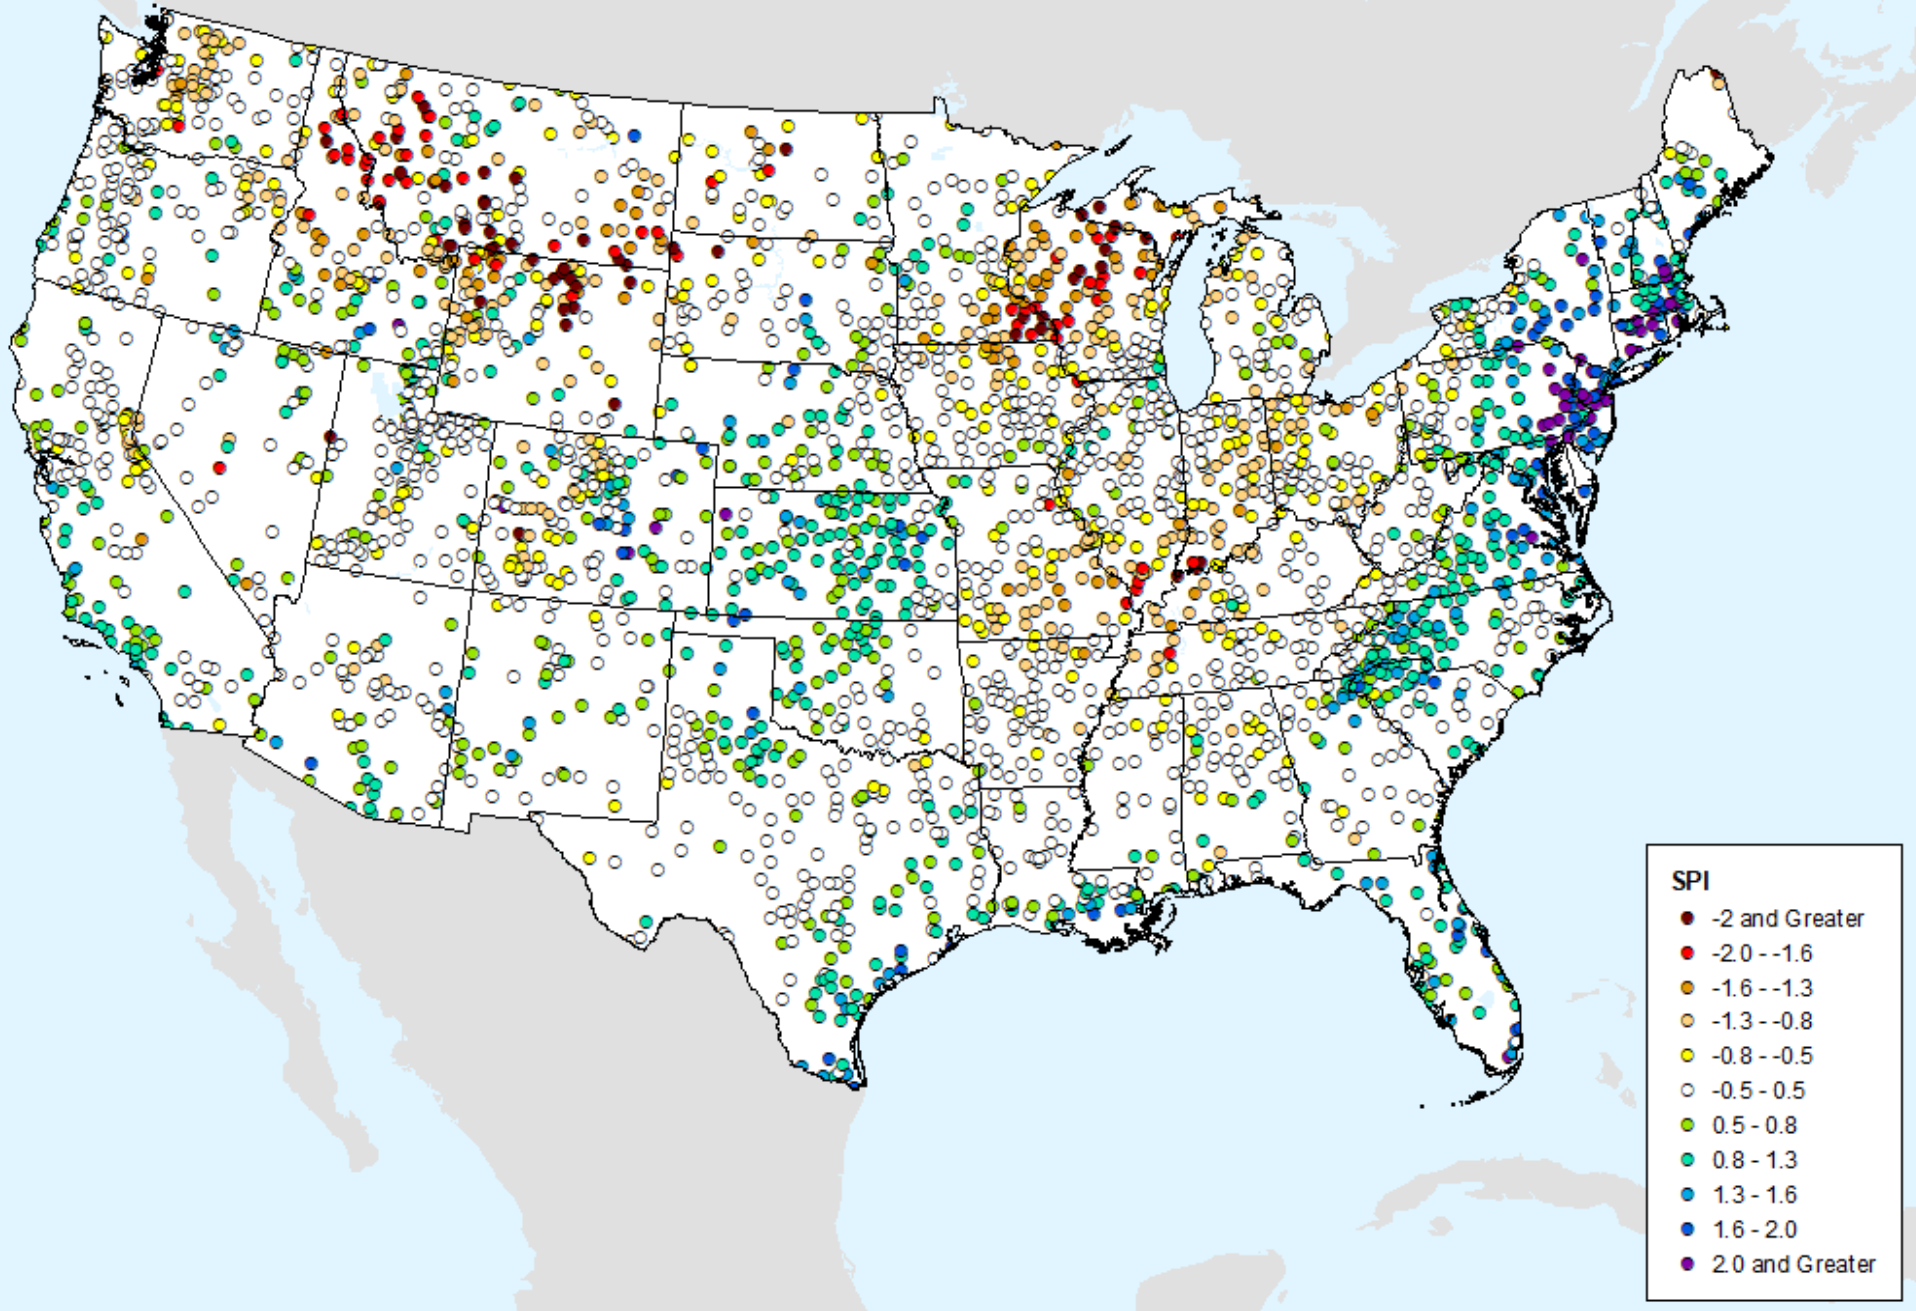 SPI
-2 and Greater
-2.0 - -1.6
-1.6 - -1.3
-1.3 - -0.8
-0.8 - -0.5
-0.5 - 0.5
0.5 - 0.8
0.8 - 1.3
1.3 - 1.6
1.6 - 2.0
2.0 and Greater